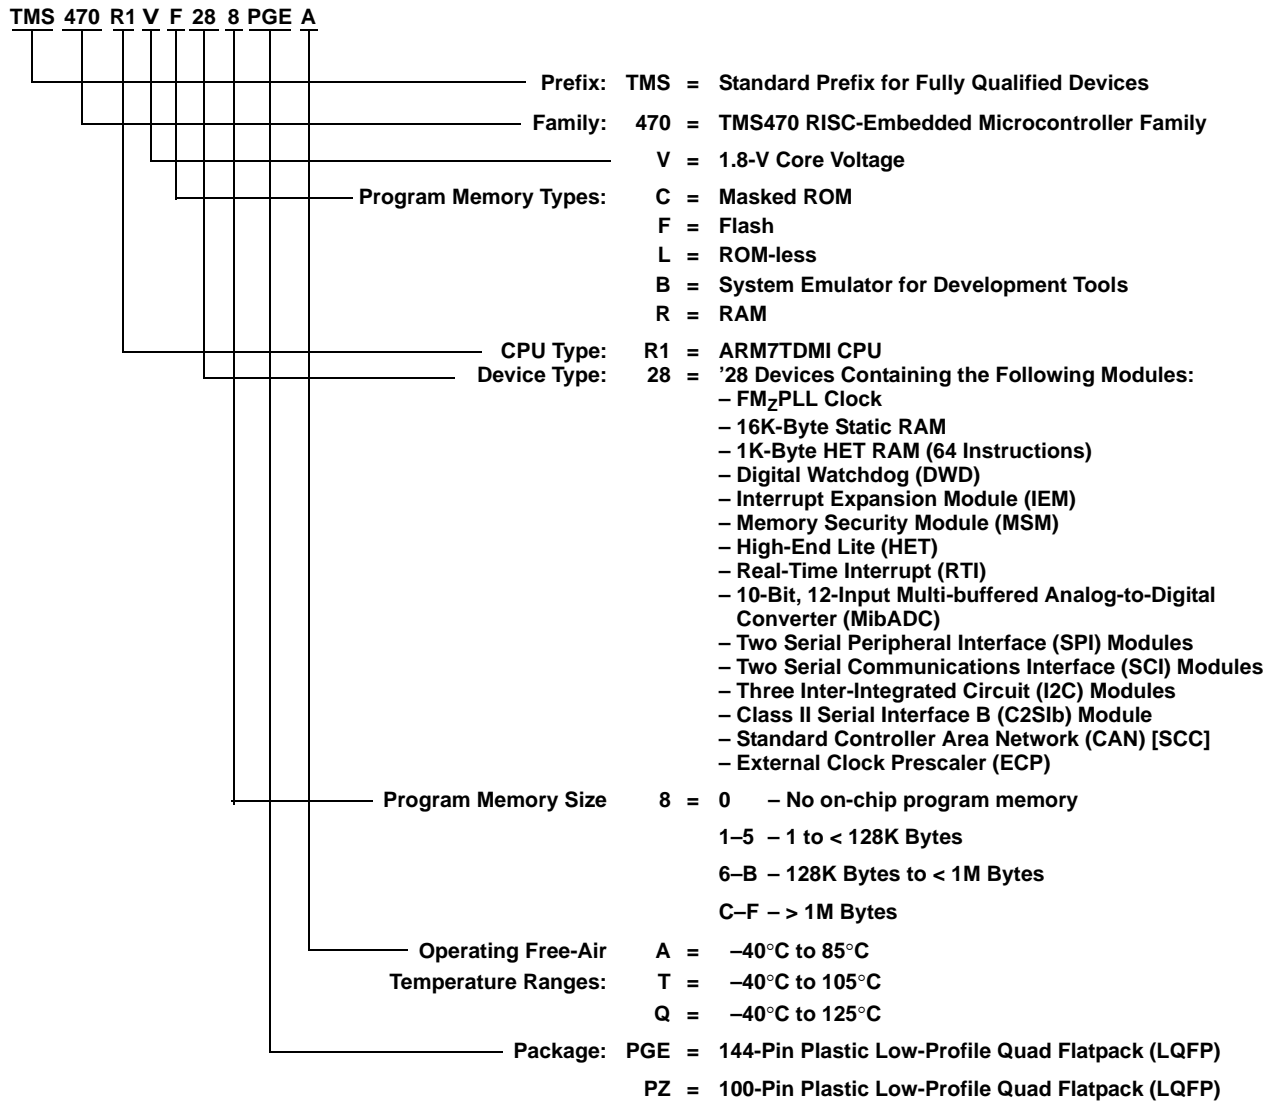 TMS 470 R1 V F 28 8 PGE A
Prefix: TMS = Standard Prefix for Fully Qualified Devices
Family: 470 = TMS470 RISC-Embedded Microcontroller Family
V = 1.8-V Core Voltage
Program Memory Types: C = Masked ROM
F = Flash
L = ROM-less
B = System Emulator for Development Tools
R = RAM
CPU Type: R1 = ARM7TDMI CPU
Device Type: 28 = ’28 Devices Containing the Following Modules:
– FMZPLL Clock
– 16K-Byte Static RAM
– 1K-Byte HET RAM (64 Instructions)
– Digital Watchdog (DWD)
– Interrupt Expansion Module (IEM)
– Memory Security Module (MSM)
– High-End Lite (HET)
– Real-Time Interrupt (RTI)
– 10-Bit, 12-Input Multi-buffered Analog-to-Digital
Converter (MibADC)
– Two Serial Peripheral Interface (SPI) Modules
– Two Serial Communications Interface (SCI) Modules
– Three Inter-Integrated Circuit (I2C) Modules
– Class II Serial Interface B (C2SIb) Module
– Standard Controller Area Network (CAN) [SCC]
– External Clock Prescaler (ECP)
Program Memory Size 8 = 0 – No on-chip program memory
1–5 – 1 to < 128K Bytes
6–B – 128K Bytes to < 1M Bytes
C–F – > 1M Bytes
Operating Free-Air A = –40°C to 85°C
Temperature Ranges: T = –40°C to 105°C
Q = –40°C to 125°C
Package: PGE = 144-Pin Plastic Low-Profile Quad Flatpack (LQFP)
PZ = 100-Pin Plastic Low-Profile Quad Flatpack (LQFP)